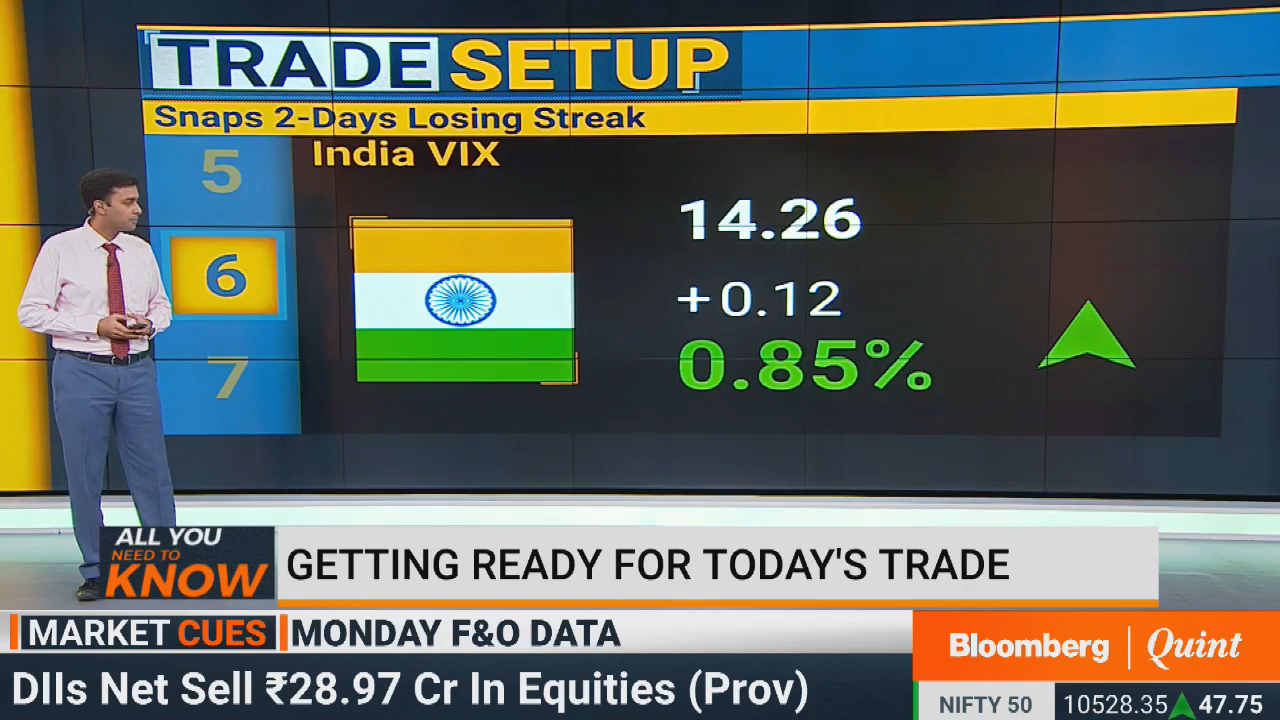 TRADE SETUP
Snaps 2-Days Losing Streak
India VIX
5
6
7
14.26
+0.12
0.85%
ALL YOU
NEED TO
KNOW
GETTING READY FOR TODAY'S TRADE
MARKET CUES
MONDAY F&O DATA
DIIs Net Sell ₹28.97 Cr In Equities (Prov)
Bloomberg | Quint
NIFTY 50
10528.35
47.75